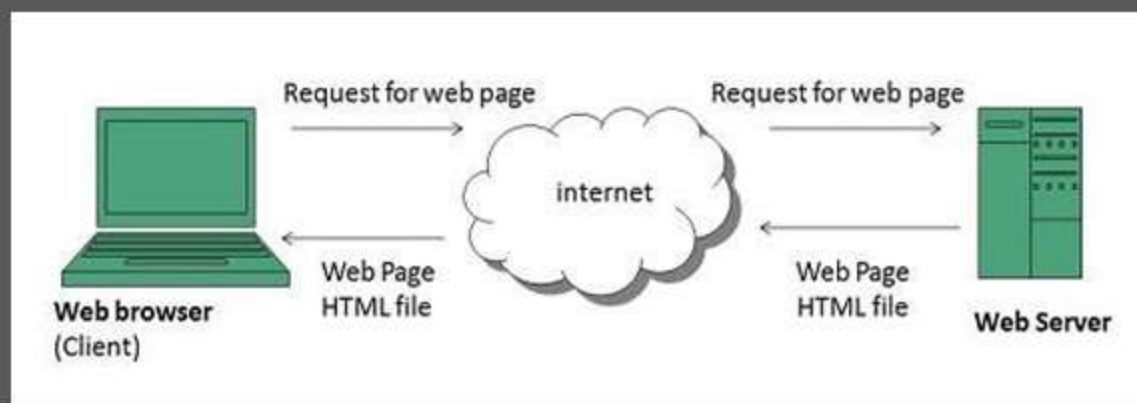 Request for web page
Request for web page
internet
Web Page
HTML file
Web Page
HTML file
Web browser
(Client)
Web Server